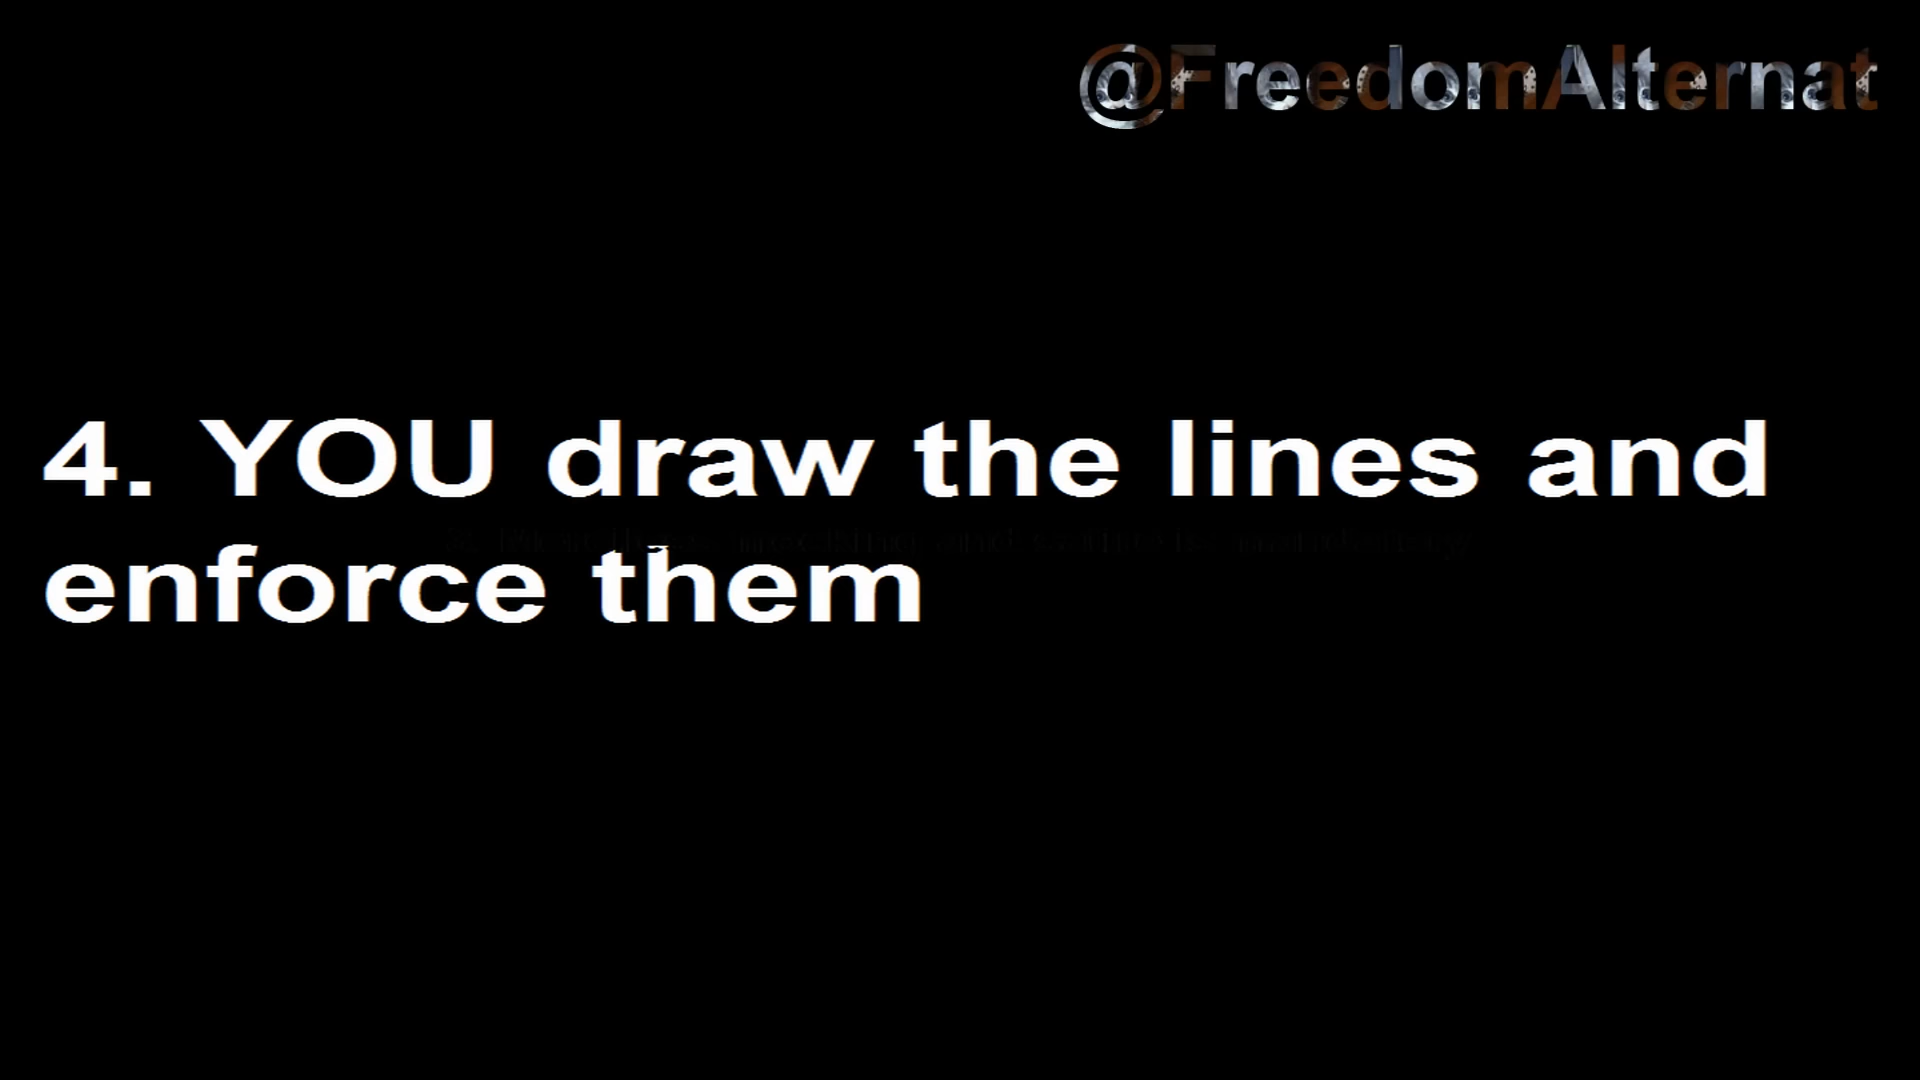 @FreedomAlternat
4. YOU draw the lines and
enforce them